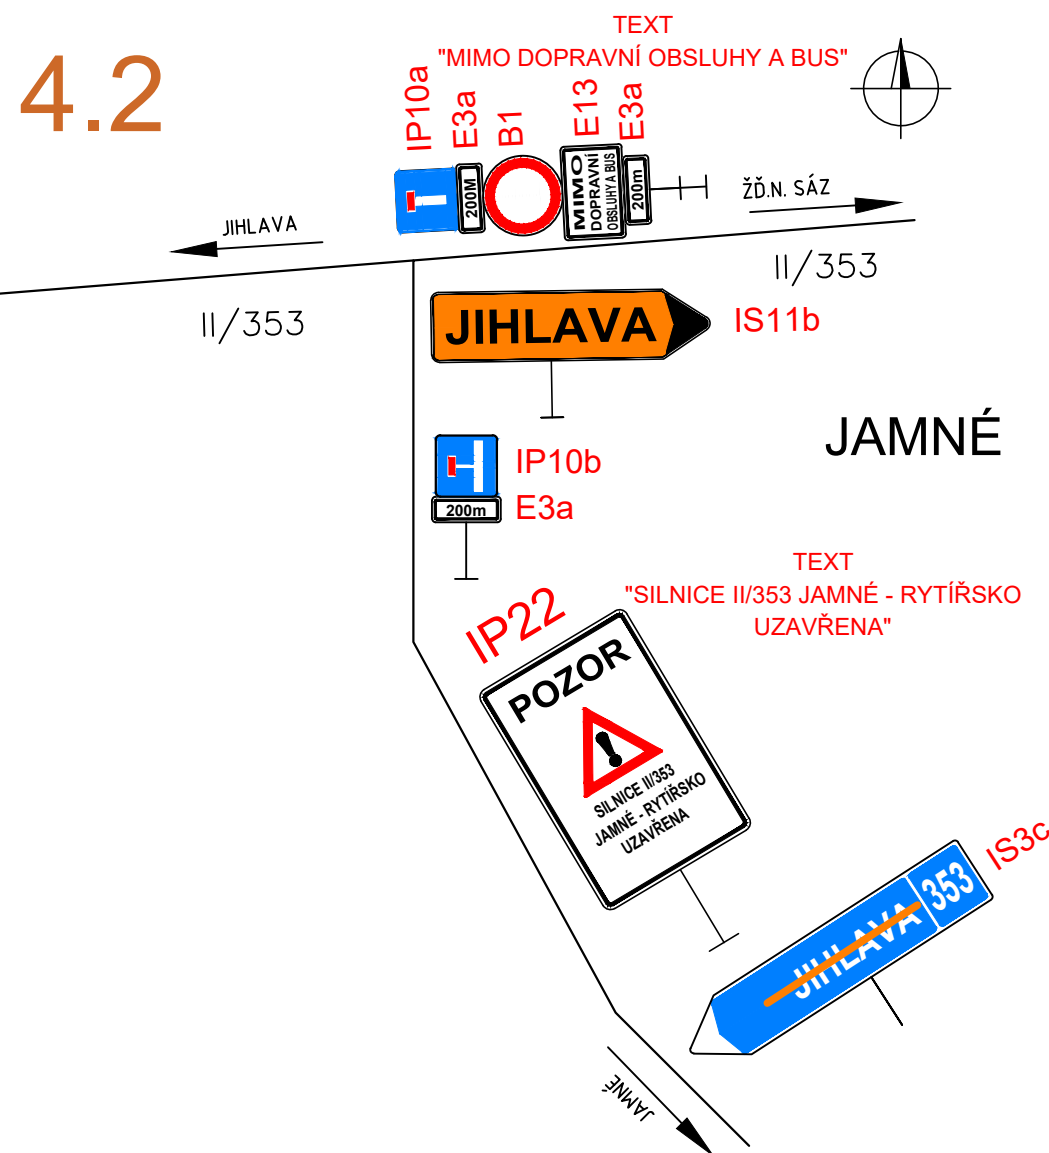 4.2
TEXT
"MIMO DOPRAVNÍ OBSLUHY A BUS"
IP10a
E3a
B1
E13
E3a
200M
MIMO
DOPRAVNÍ
OBSLUHY A BUS
200m
ŽĎ.N. SÁZ
JIHLAVA
II/353
II/353
JIHLAVA
IS11b
JAMNÉ
IP10b
200m
E3a
TEXT
"SILNICE II/353 JAMNÉ - RYTÍŘSKO
UZAVŘENA"
IP22
POZOR
SILNICE II/353
JAMNÉ - RYTÍŘSKO
UZAVŘENA
IS3c
JIHLAVA 353
JAMNÉ